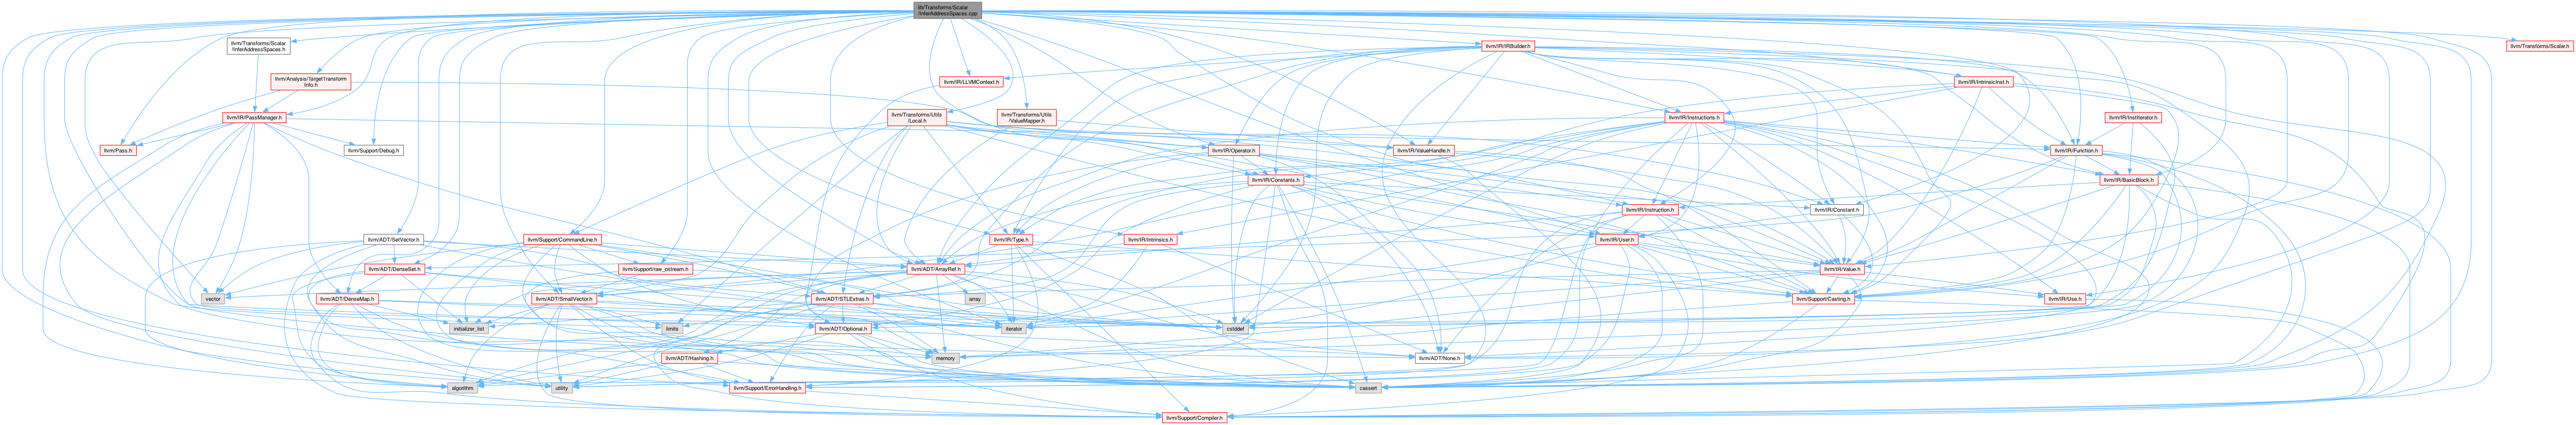 lib/Transforms/Scalar
/InferAddressSpaces.cpp
llvm/Transforms/Scalar
/InferAddressSpaces.h
llvm/IR/IRBuilder.h
llvm/Transforms/Scalar.h
llvm/Analysis/TargetTransform
Info.h
llvm/IR/LLVMContext.h
llvm/IR/IntrinsicInst.h
llvm/IR/PassManager.h
llvm/Transforms/Utils
/Local.h
llvm/Transforms/Utils
/ValueMapper.h
llvm/IR/Instructions.h
llvm/IR/InstIterator.h
llvm/Pass.h
llvm/Support/Debug.h
llvm/IR/Operator.h
llvm/IR/ValueHandle.h
llvm/IR/Function.h
llvm/IR/Constants.h
llvm/IR/BasicBlock.h
llvm/IR/Instruction.h
llvm/IR/Constant.h
llvm/ADT/SetVector.h
llvm/Support/CommandLine.h
llvm/IR/Type.h
llvm/IR/Intrinsics.h
llvm/IR/User.h
llvm/ADT/DenseSet.h
llvm/Support/raw_ostream.h
llvm/ADT/ArrayRef.h
llvm/IR/Value.h
vector
llvm/ADT/DenseMap.h
llvm/ADT/SmallVector.h
llvm/ADT/STLExtras.h
array
llvm/Support/Casting.h
llvm/IR/Use.h
initializer_list
limits
llvm/ADT/Optional.h
iterator
cstddef
llvm/ADT/Hashing.h
memory
llvm/ADT/None.h
algorithm
utility
llvm/Support/ErrorHandling.h
cassert
llvm/Support/Compiler.h